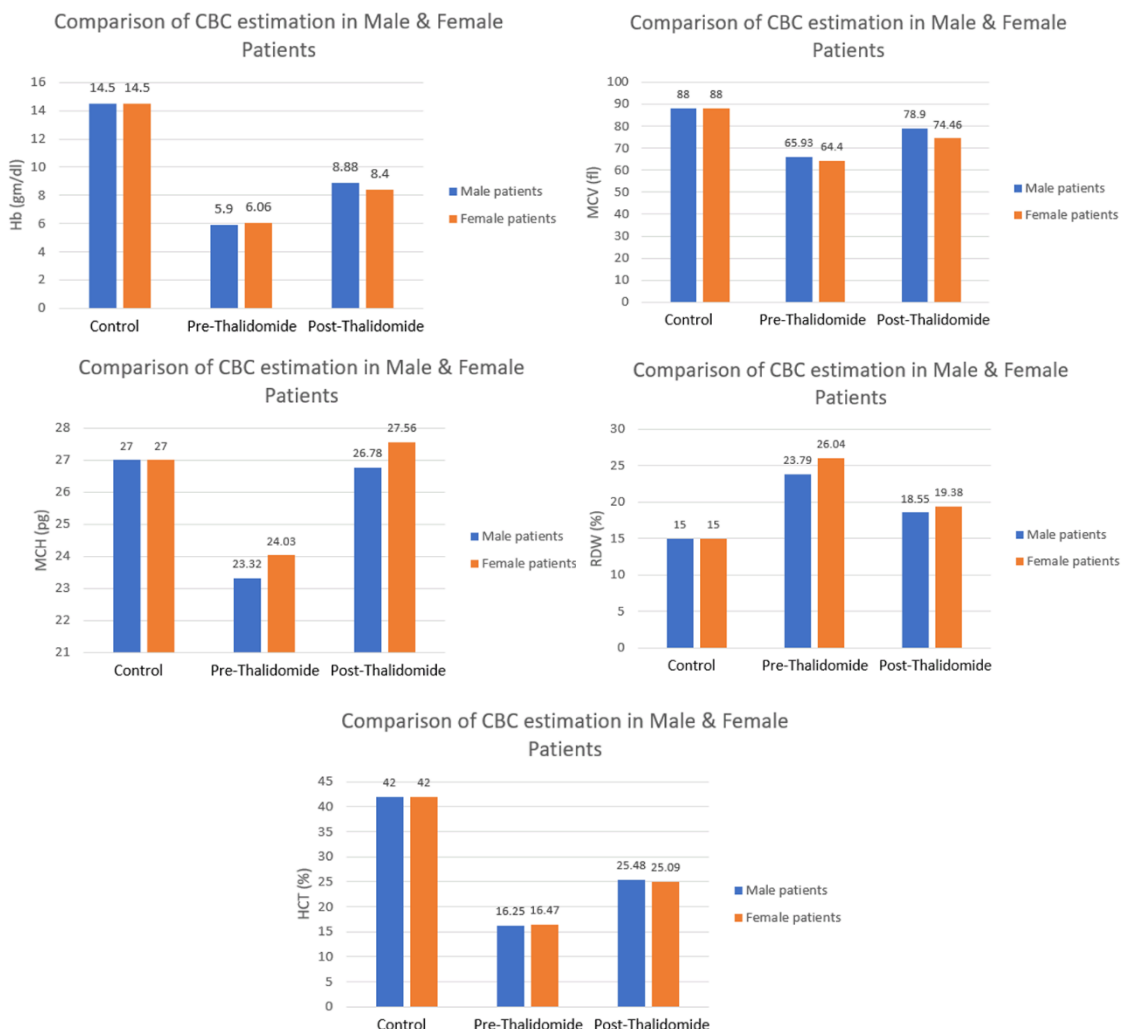 Comparison of CBC estimation in Male & Female
Patients
16
14
12
10
8
6
4
2
0
Hb (gm/dl)
14.5 14.5
5.9 6.06
8.88 8.4
Control Pre-Thalidomide Post-Thalidomide
Male patients
Female patients
Comparison of CBC estimation in Male & Female
Patients
100
90
80
70
60
50
40
30
20
10
0
MCV (fl)
88 88
65.93 64.4
78.9 74.46
Control Pre-Thalidomide Post-Thalidomide
Male patients
Female patients
Comparison of CBC estimation in Male & Female
Patients
28
27
26
25
24
23
22
21
MCH (pg)
27 27
23.32 24.03
26.78 27.56
Control Pre-Thalidomide Post-Thalidomide
Male patients
Female patients
Comparison of CBC estimation in Male & Female
Patients
30
25
20
15
10
5
0
RDW (%)
15 15
23.79 26.04
18.55 19.38
Control Pre-Thalidomide Post-Thalidomide
Male patients
Female patients
Comparison of CBC estimation in Male & Female
Patients
45
40
35
30
25
20
15
10
5
0
HCT (%)
42 42
16.25 16.47
25.48 25.09
Control Pre-Thalidomide Post-Thalidomide
Male patients
Female patients